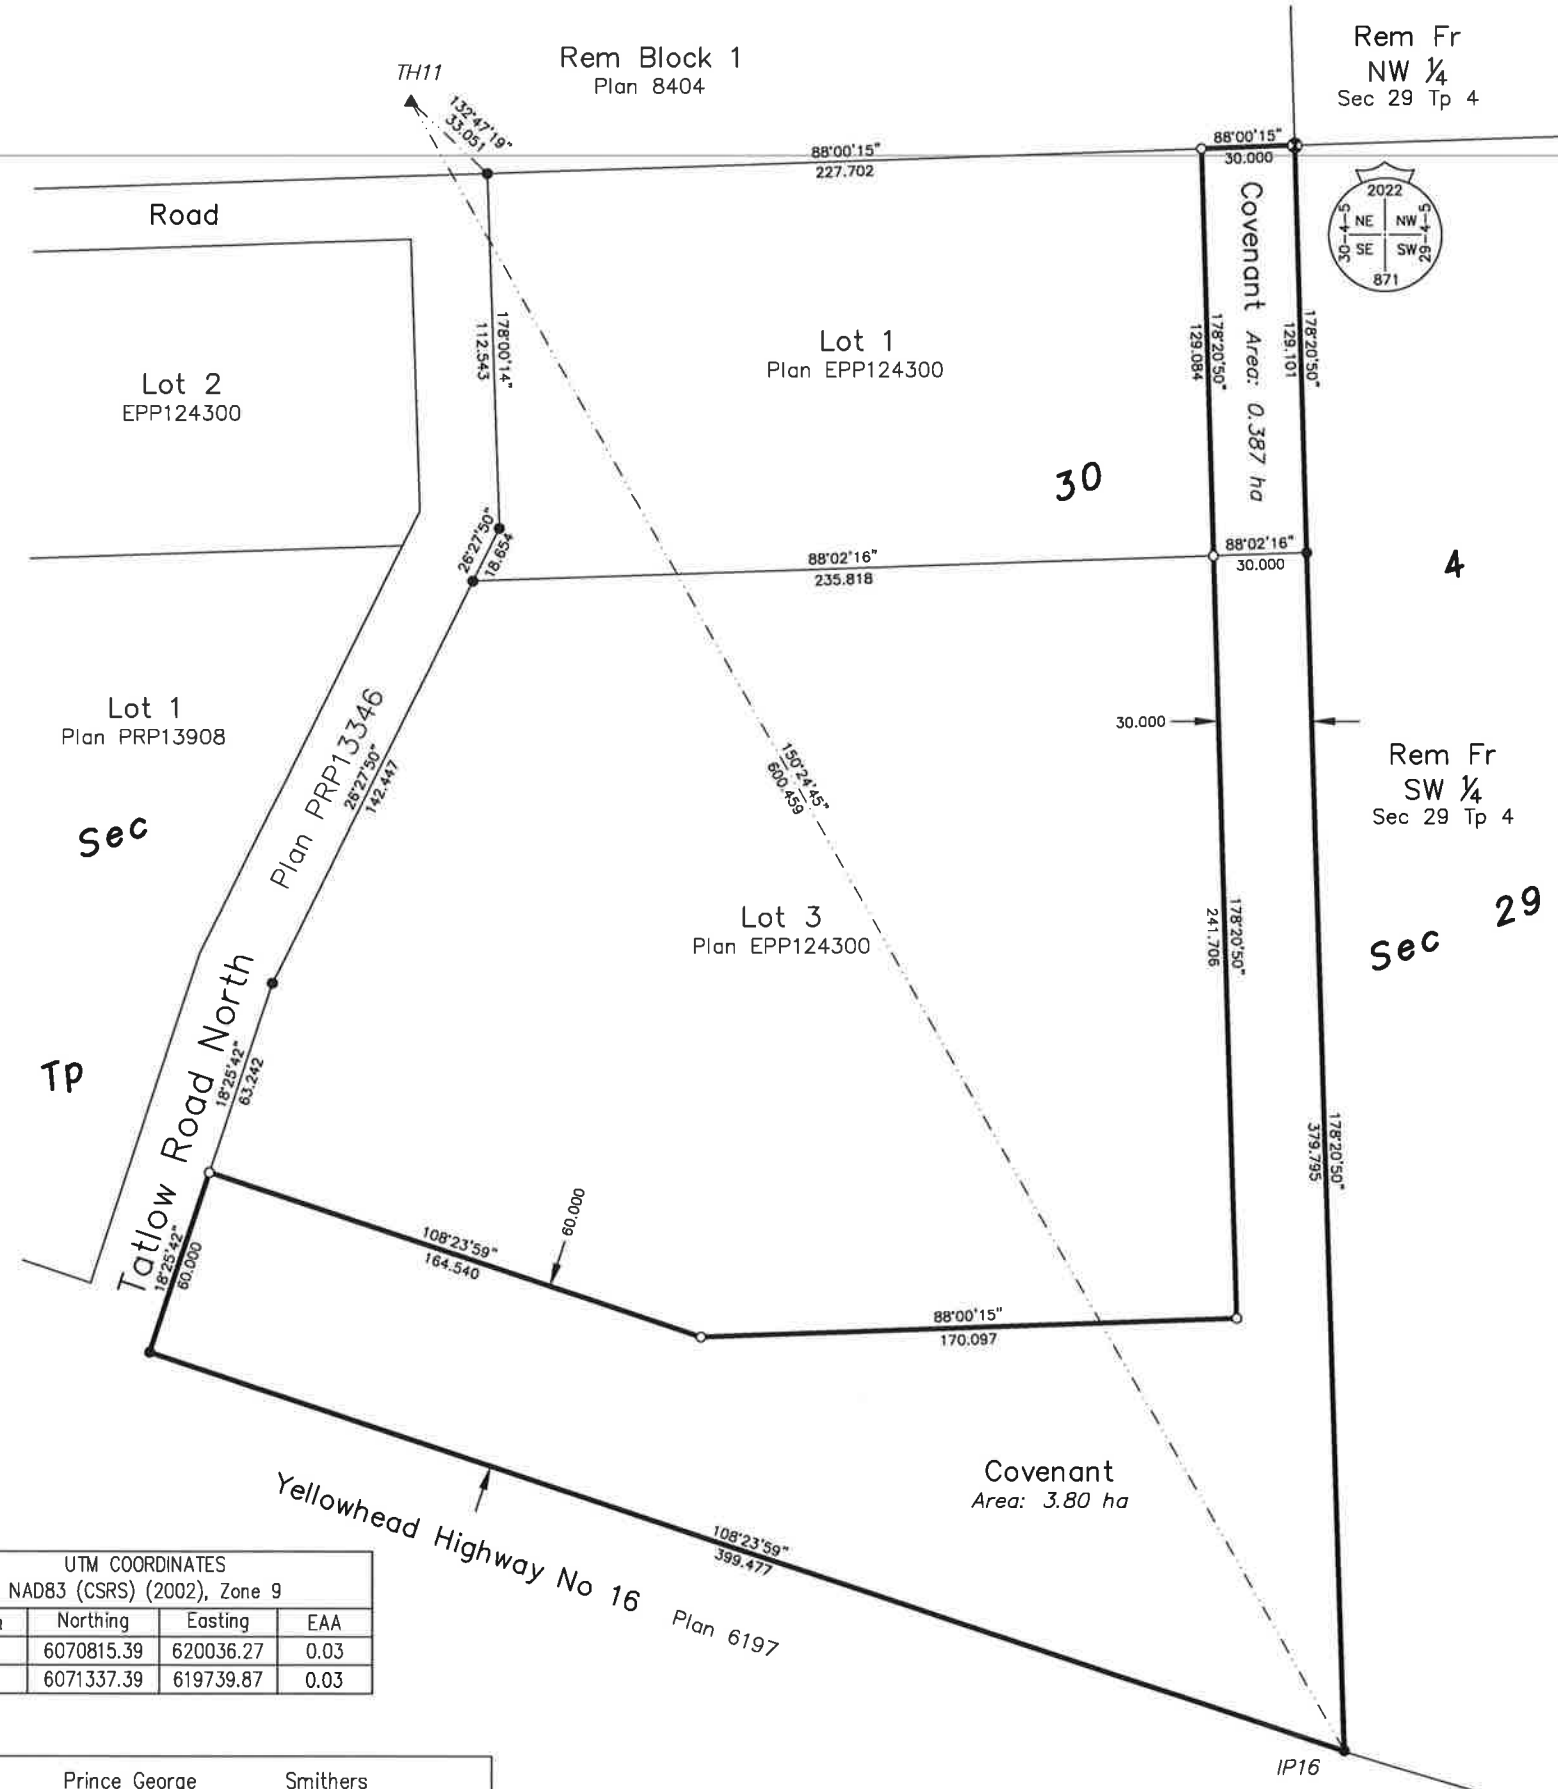 Rem Block 1
Plan 8404
Rem Fr
NW ¼
Sec 29 Tp 4
TH11
132°47'19"
33.051
88°00'15"
227.702
88°00'15"
30.000
2022
NE NW
SE SW
30-4-5
29-4-5
871
Road
Lot 2
EPP124300
178°00'14"
112.543
Lot 1
Plan EPP124300
178°20'50"
129.084
Covenant Area: 0.387 ha
178°20'50"
129.101
30
26°27'50"
18.654
88°02'16"
235.818
88°02'16"
30.000
4
Lot 1
Plan PRP13908
Plan PRP13346
26°27'50"
142.447
150°24'45"
600.459
30.000
Rem Fr
SW ¼
Sec 29 Tp 4
Sec
Lot 3
Plan EPP124300
178°20'50"
241.706
Sec 29
Tp
Tatlow Road North
18°25'42"
63.242
178°20'50"
379.795
18°25'42"
60.000
108°23'59"
164.540
60.000
88°00'15"
170.097
Covenant
Area: 3.80 ha
Yellowhead Highway No 16 Plan 6197
108°23'59"
399.477
UTM COORDINATES
NAD83 (CSRS) (2002), Zone 9
Northing Easting EAA
6070815.39 620036.27 0.03
6071337.39 619739.87 0.03
IP16
Prince George Smithers